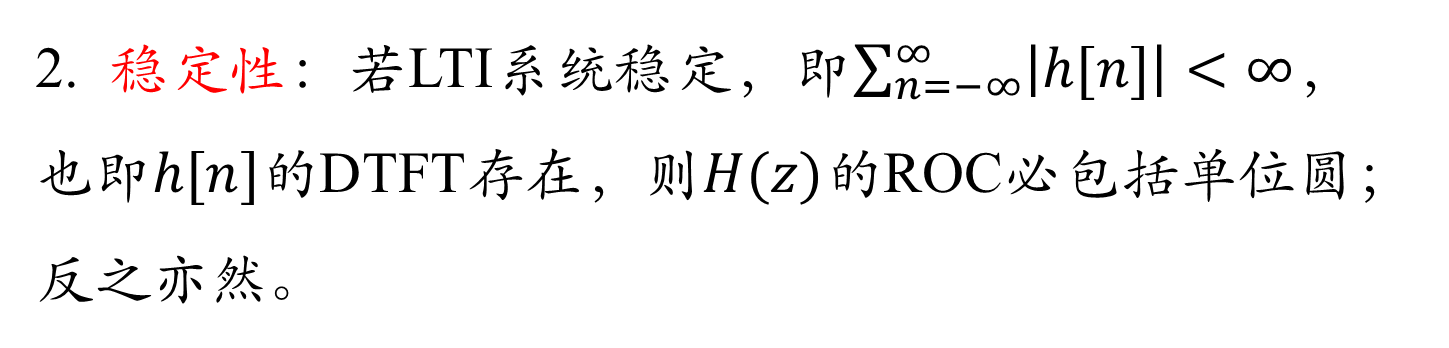 2. 稳定性：若LTI系统稳定，即∑_{n=−∞}^{∞}|h[n]| < ∞，
也即h[n]的DTFT存在，则H(z)的ROC必包括单位圆；
反之亦然。